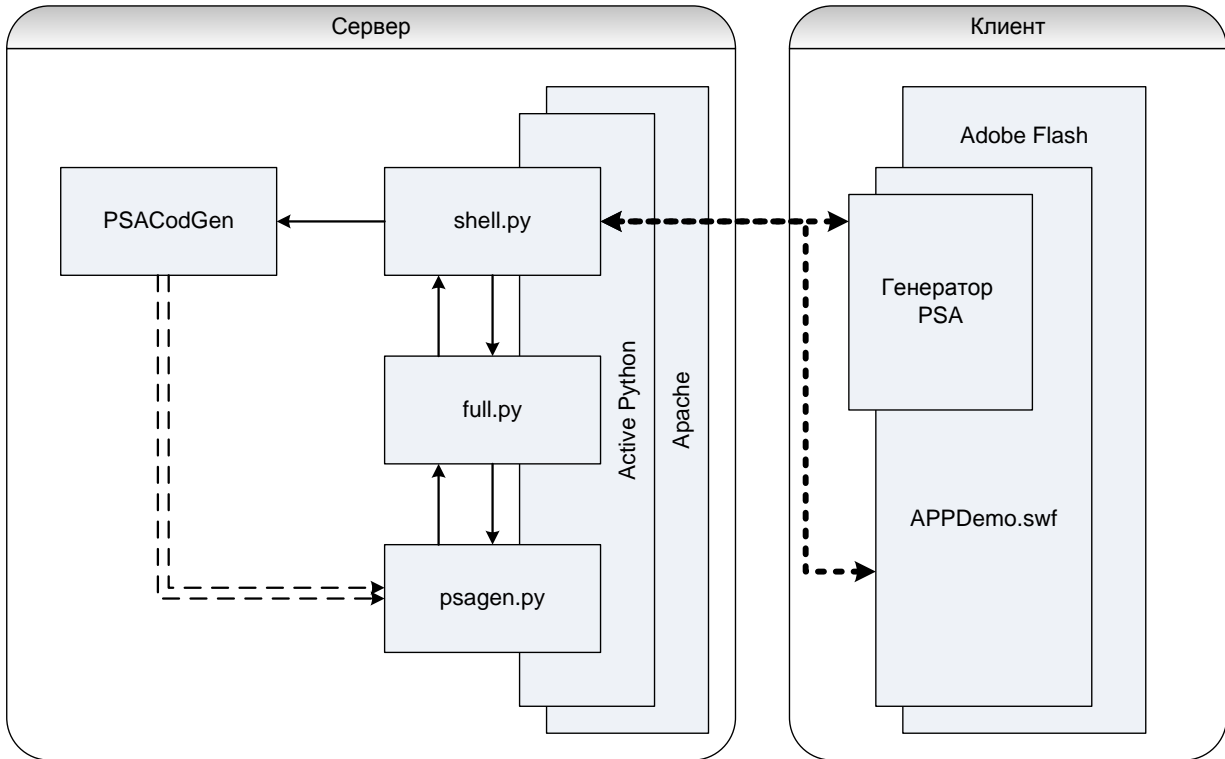 Сервер
Клиент
Adobe Flash
PSACodGen
shell.py
Генератор
PSA
full.py
Active Python
Apache
APPDemo.swf
psagen.py